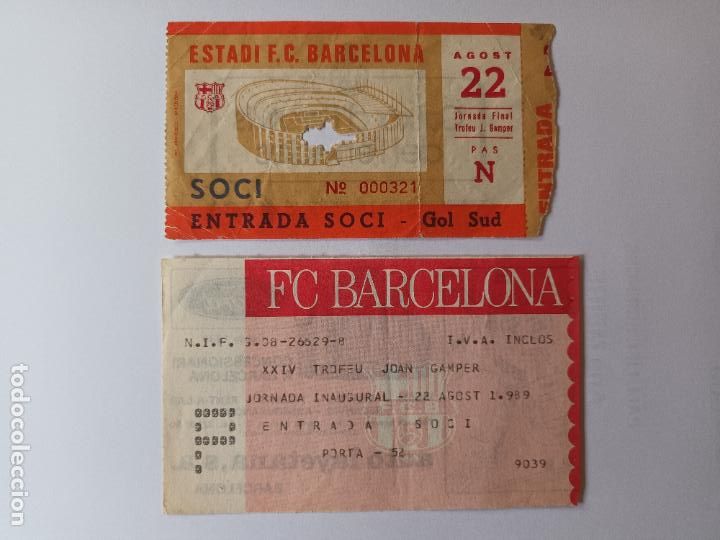 ESTADI F.C. BARCELONA
AGOST
22
Jornada Final
Trofeu J. Gamper
PAS
N
ENTRADA
SOCI
Nº 000321
ENTRADA SOCI - Gol Sud
FC BARCELONA
N.I.F. G.08-26629-8
I.V.A. INCLOS
XXIV TROFEU JOAN GAMPER
JORNADA INAUGURAL - 22 AGOST 1.989
ENTRADA SOCI
PORTA - 52
9039
todocoleccion